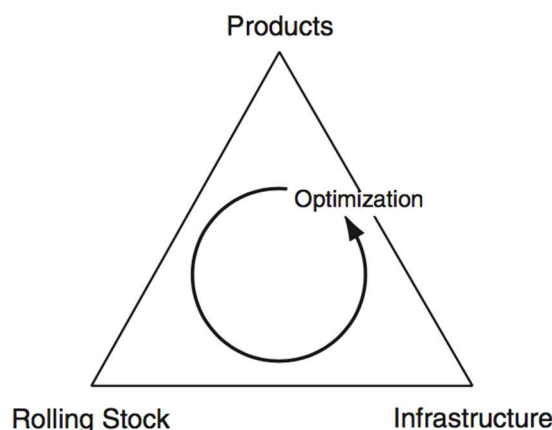 Products
Optimization
Rolling Stock
Infrastructure